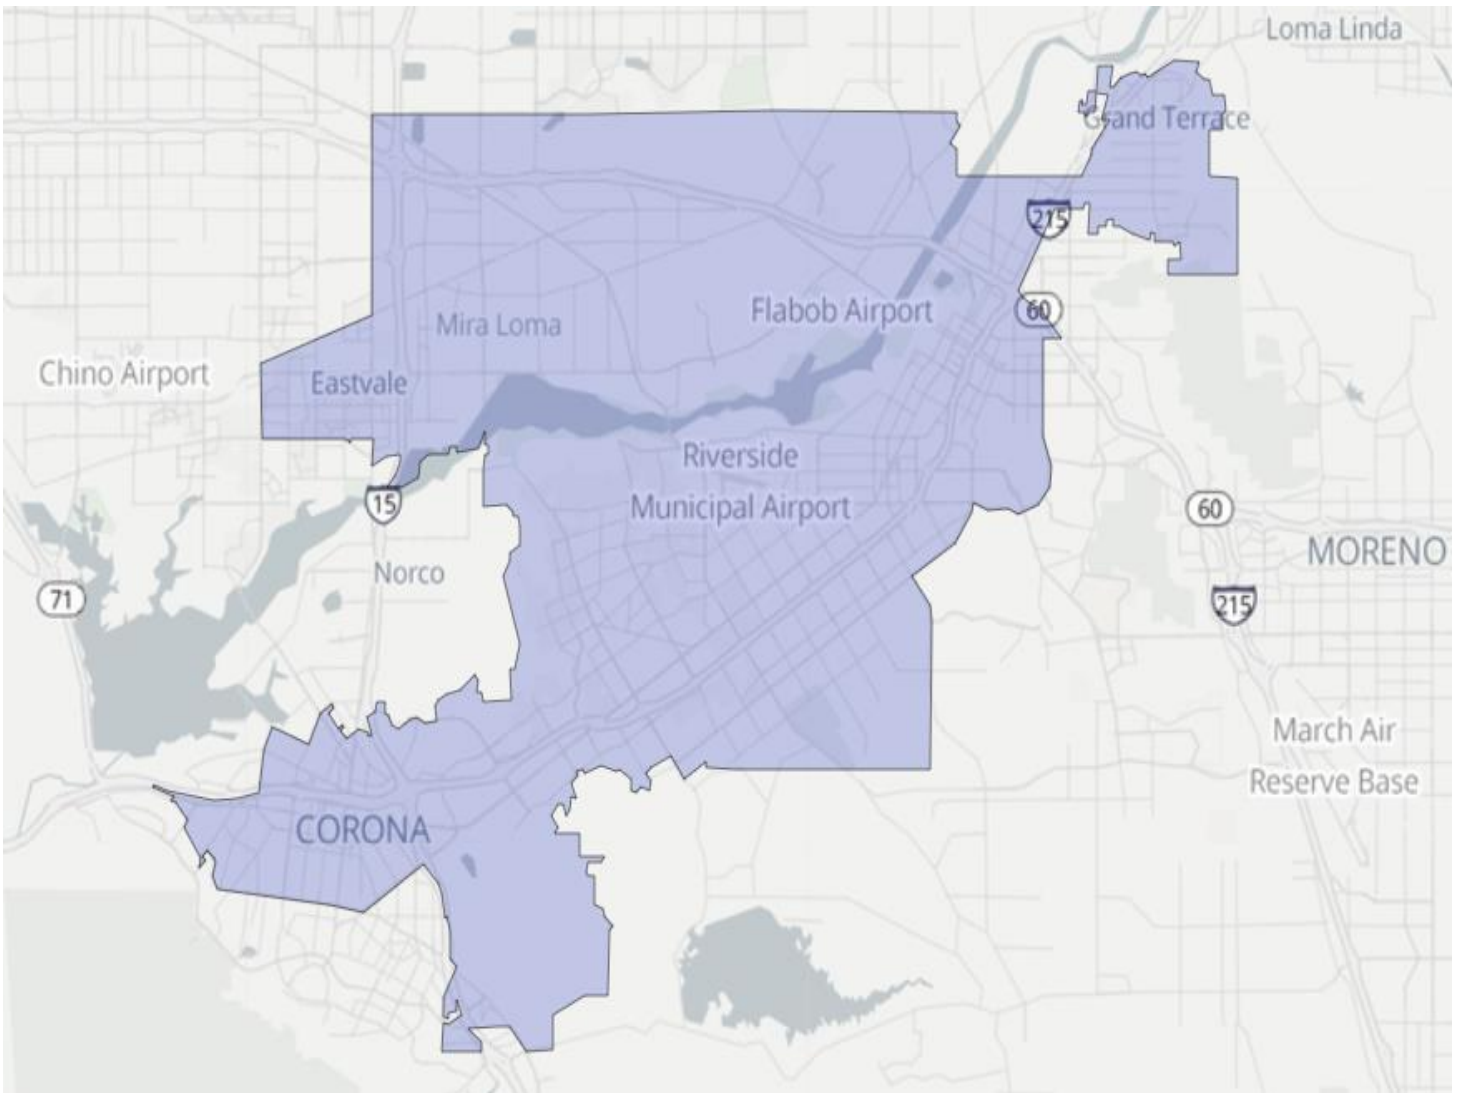 Loma Linda
Grand Terrace
215
60
Flabob Airport
Mira Loma
Chino Airport
Eastvale
Riverside
Municipal Airport
15
60
MORENO
Norco
71
215
March Air
Reserve Base
CORONA